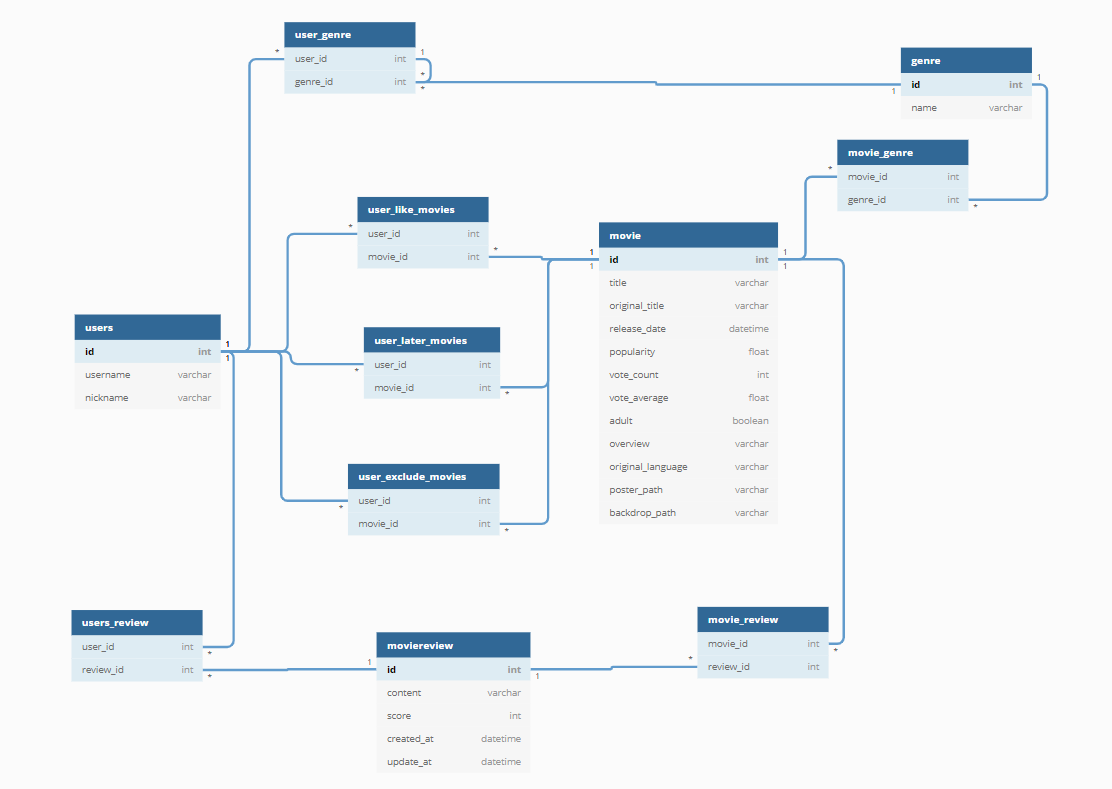 user_genre
* user_id int 1
genre_id int *
*
genre
id int 1
1
name varchar
movie_genre
* movie_id int
genre_id int *
user_like_movies
* user_id int
movie_id int *
movie
1 id int 1
1 1
title varchar
original_title varchar
release_date datetime
popularity float
vote_count int
vote_average float
adult boolean
overview varchar
original_language varchar
poster_path varchar
backdrop_path varchar
users
id int 1
1
username varchar
nickname varchar
user_later_movies
user_id int
*
movie_id int
*
user_exclude_movies
user_id int
*
movie_id int
*
users_review
user_id int
*
review_id int
*
moviereview
1 id int
1
content varchar
score int
created_at datetime
update_at datetime
movie_review
movie_id int
*
* review_id int